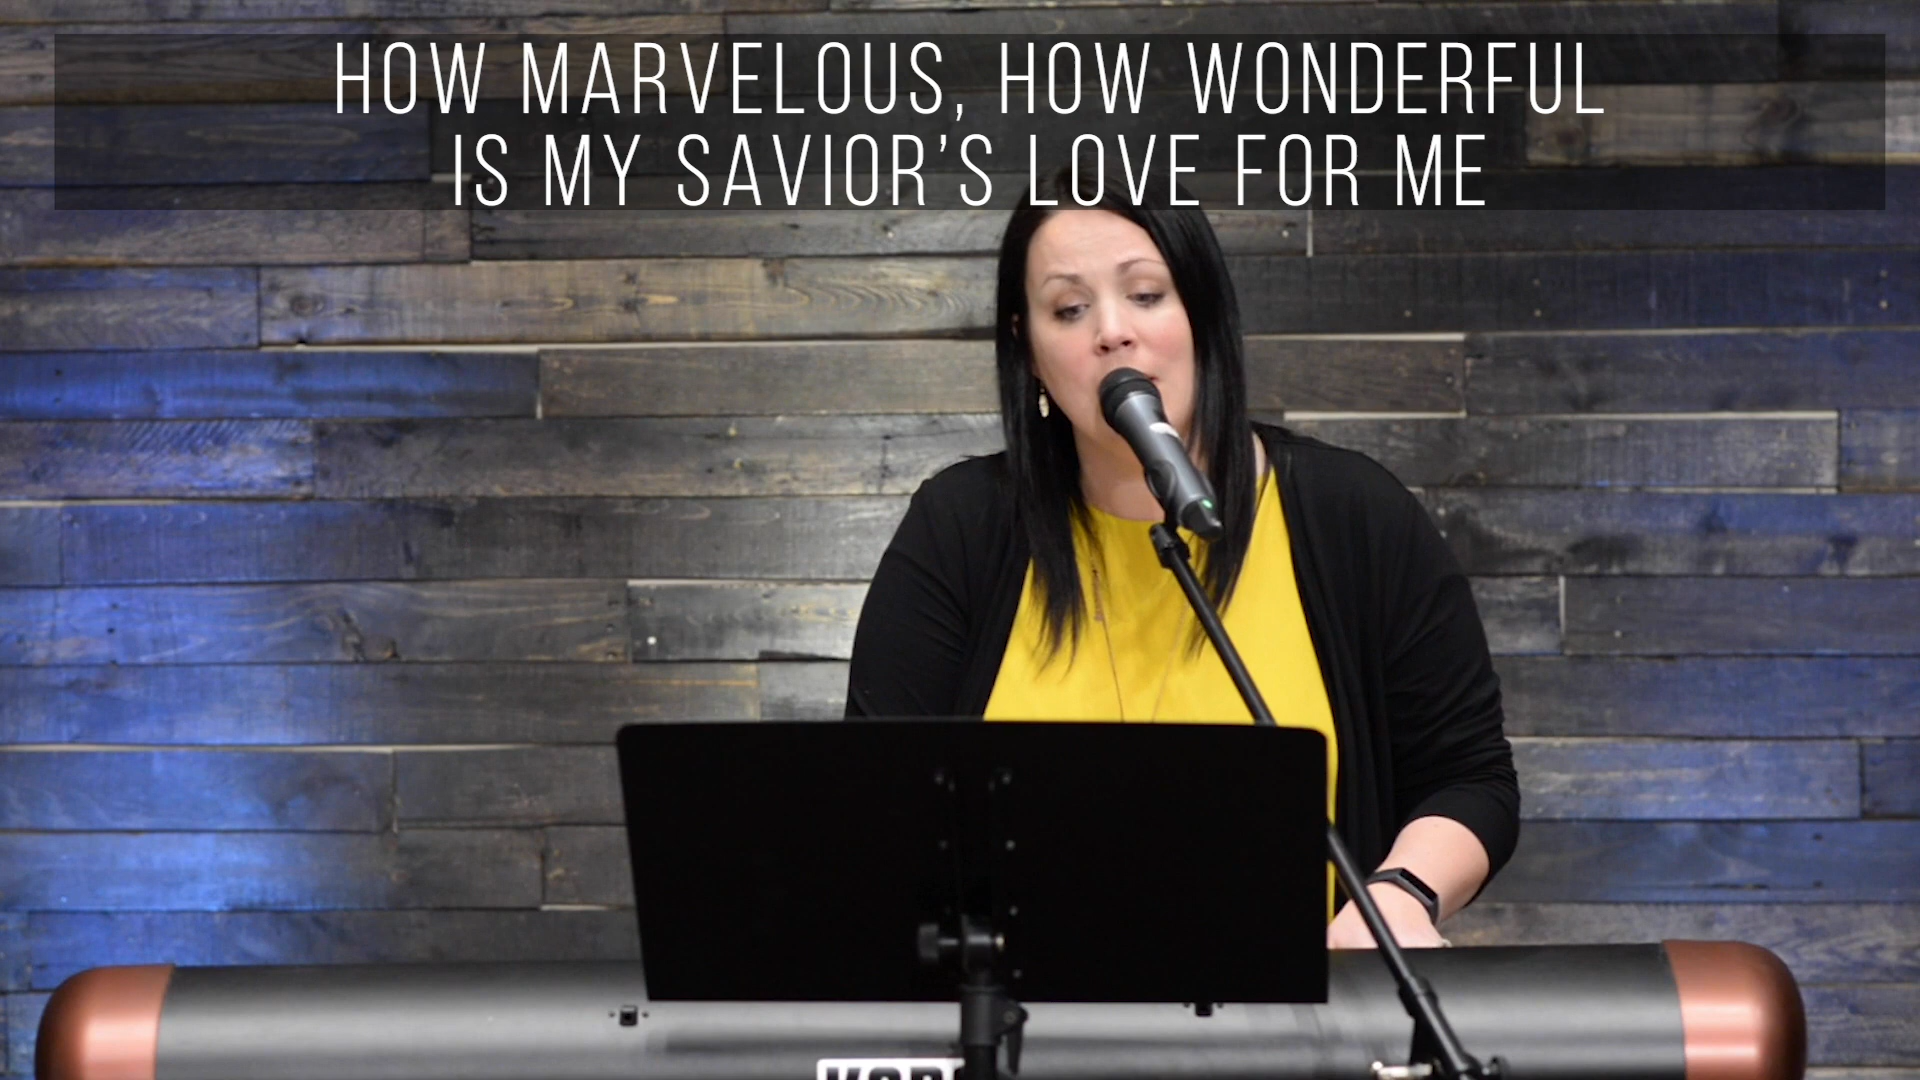 HOW MARVELOUS, HOW WONDERFUL
IS MY SAVIOR’S LOVE FOR ME